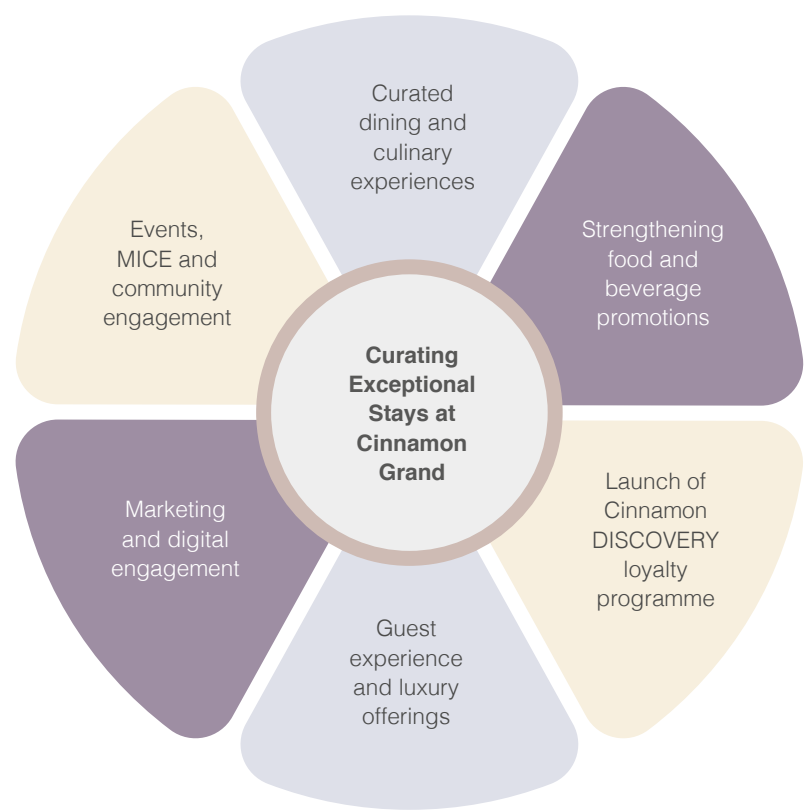 Curated
dining and
culinary
experiences
Strengthening
food and
beverage
promotions
Launch of
Cinnamon
DISCOVERY
loyalty
programme
Guest
experience
and luxury
offerings
Marketing
and digital
engagement
Events,
MICE and
community
engagement
Curating
Exceptional
Stays at
Cinnamon
Grand